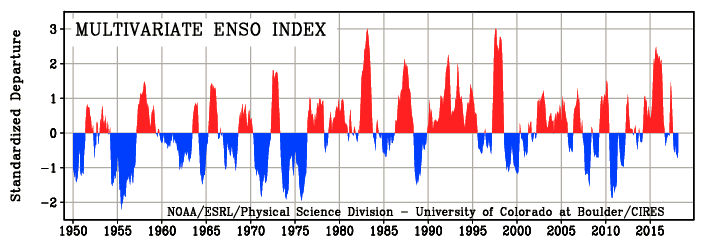 MULTIVARIATE ENSO INDEX
Standardized Departure
3
2
1
0
-1
-2
NOAA/ESRL/Physical Science Division – University of Colorado at Boulder/CIRES
1950 1955 1960 1965 1970 1975 1980 1985 1990 1995 2000 2005 2010 2015